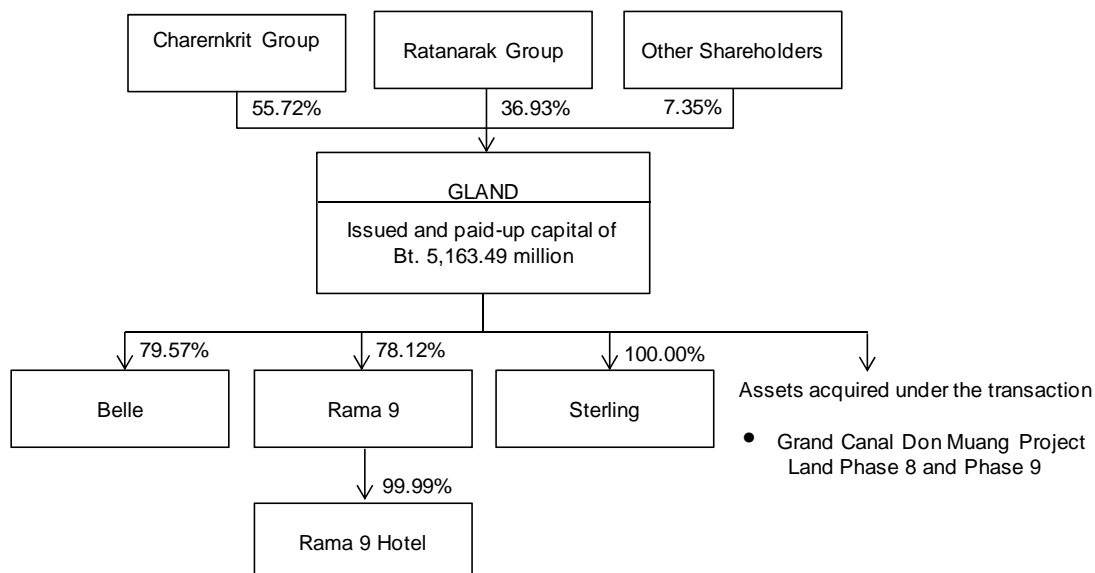 Charernkrit Group
Ratanarak Group
Other Shareholders
55.72%
36.93%
7.35%
GLAND
Issued and paid-up capital of
Bt. 5,163.49 million
79.57%
78.12%
100.00%
Belle
Rama 9
Sterling
Assets acquired under the transaction
• Grand Canal Don Muang Project
Land Phase 8 and Phase 9
99.99%
Rama 9 Hotel